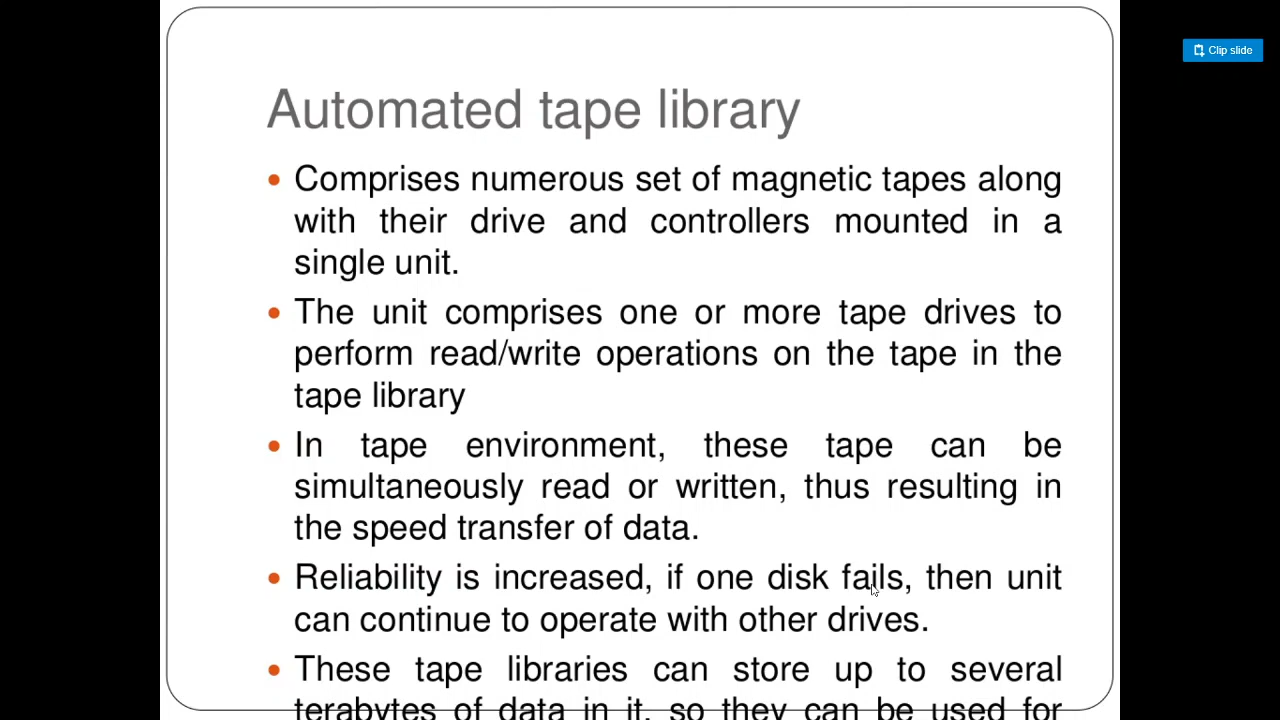 Clip slide
Automated tape library
• Comprises numerous set of magnetic tapes along
with their drive and controllers mounted in a
single unit.
• The unit comprises one or more tape drives to
perform read/write operations on the tape in the
tape library
• In tape environment, these tape can be
simultaneously read or written, thus resulting in
the speed transfer of data.
• Reliability is increased, if one disk fails, then unit
can continue to operate with other drives.
• These tape libraries can store up to several
terabytes of data in it, so they can be used for